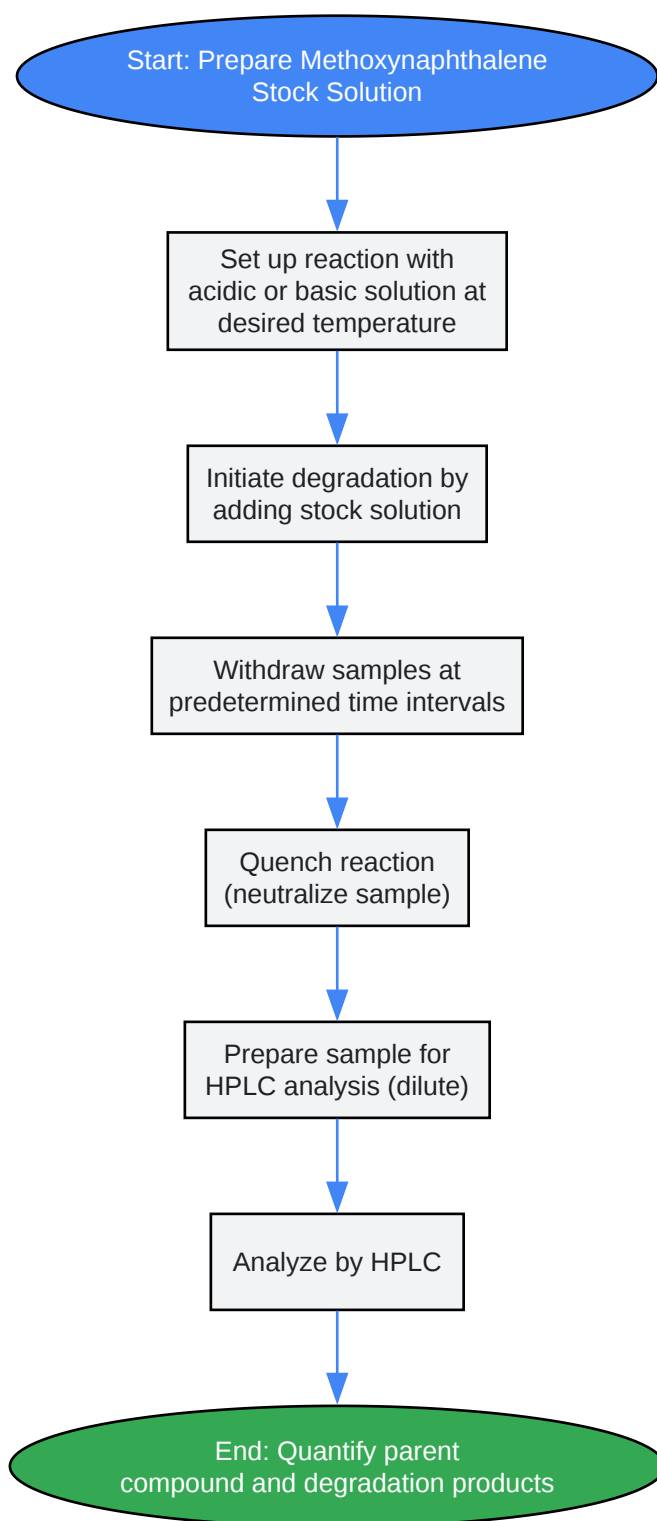 Start: Prepare Methoxynaphthalene
Stock Solution
Set up reaction with
acidic or basic solution at
desired temperature
Initiate degradation by
adding stock solution
Withdraw samples at
predetermined time intervals
Quench reaction
(neutralize sample)
Prepare sample for
HPLC analysis (dilute)
Analyze by HPLC
End: Quantify parent
compound and degradation products